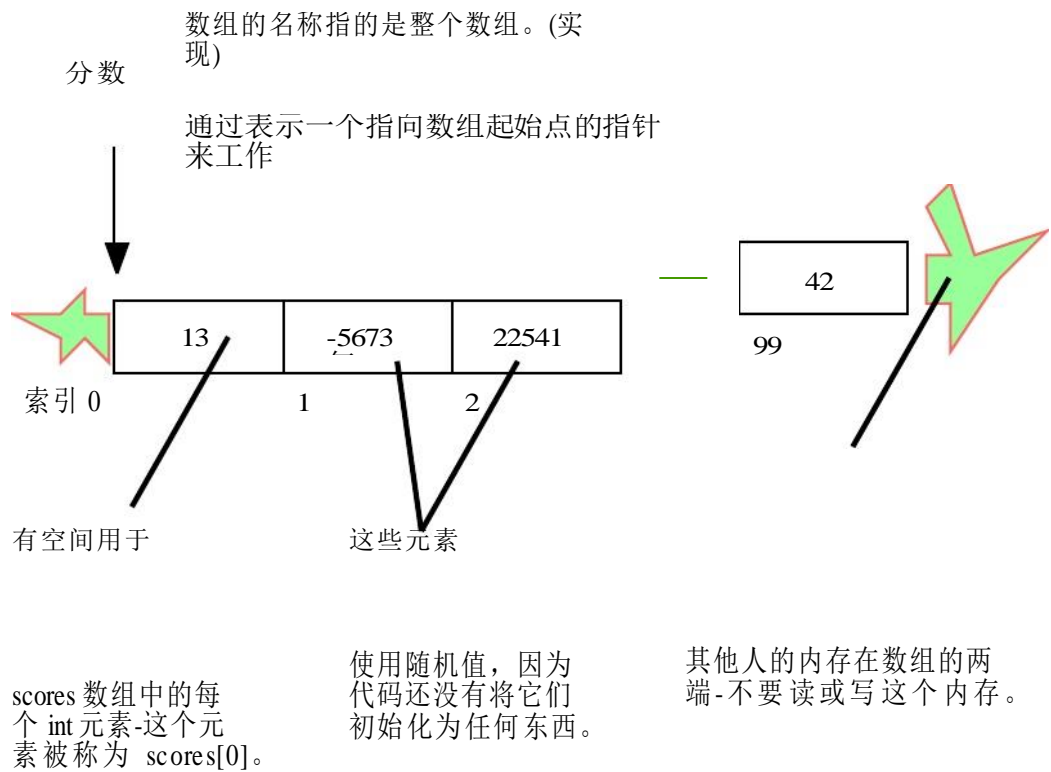 数组的名称指的是整个数组。(实
现)
分数
通过表示一个指向数组起始点的指针
来工作
42
13
-5673
22541
99
索引 0
1
2
有空间用于
这些元素
scores 数组中的每
个 int 元素-这个元
素被称为 scores[0]。
使用随机值，因为
代码还没有将它们
初始化为任何东西。
其他人的内存在数组的两
端-不要读或写这个内存。